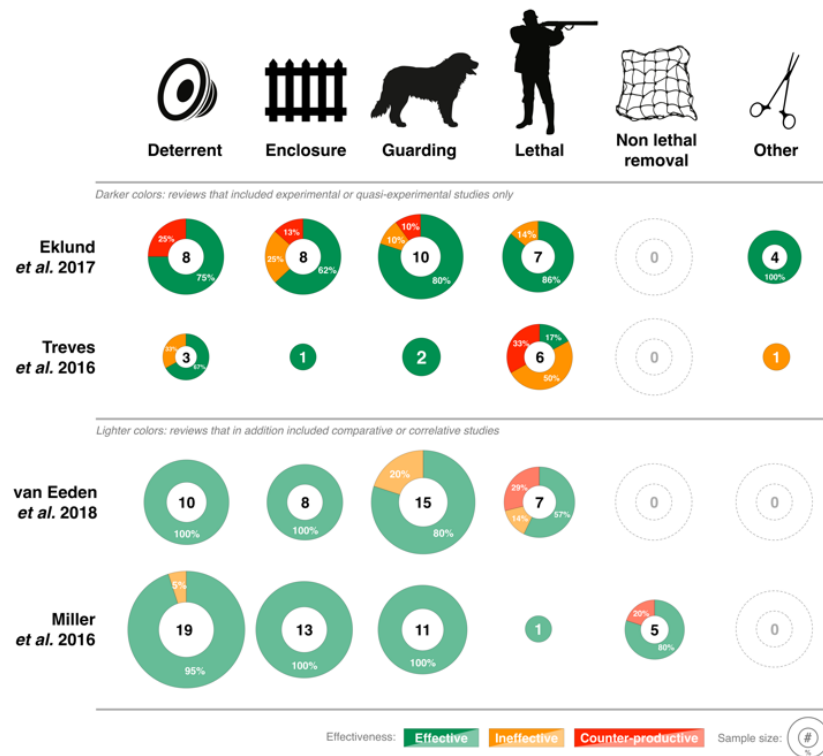 Deterrent Enclosure Guarding Lethal Non lethal removal Other
Darker colors: reviews that included experimental or quasi-experimental studies only
Eklund et al. 2017
25% 8 75%
13% 25% 8 62%
10% 10% 10 80%
14% 7 86%
0
4 100%
Treves et al. 2016
33% 3 67%
1
2
33% 6 17% 50%
0
1
Lighter colors: reviews that in addition included comparative or correlative studies
van Eeden et al. 2018
10 100%
8 100%
20% 15 80%
29% 14% 7 57%
0
0
Miller et al. 2016
5% 19 95%
13 100%
11 100%
1
20% 5 80%
0
Effectiveness: Effective Ineffective Counter-productive Sample size: # %